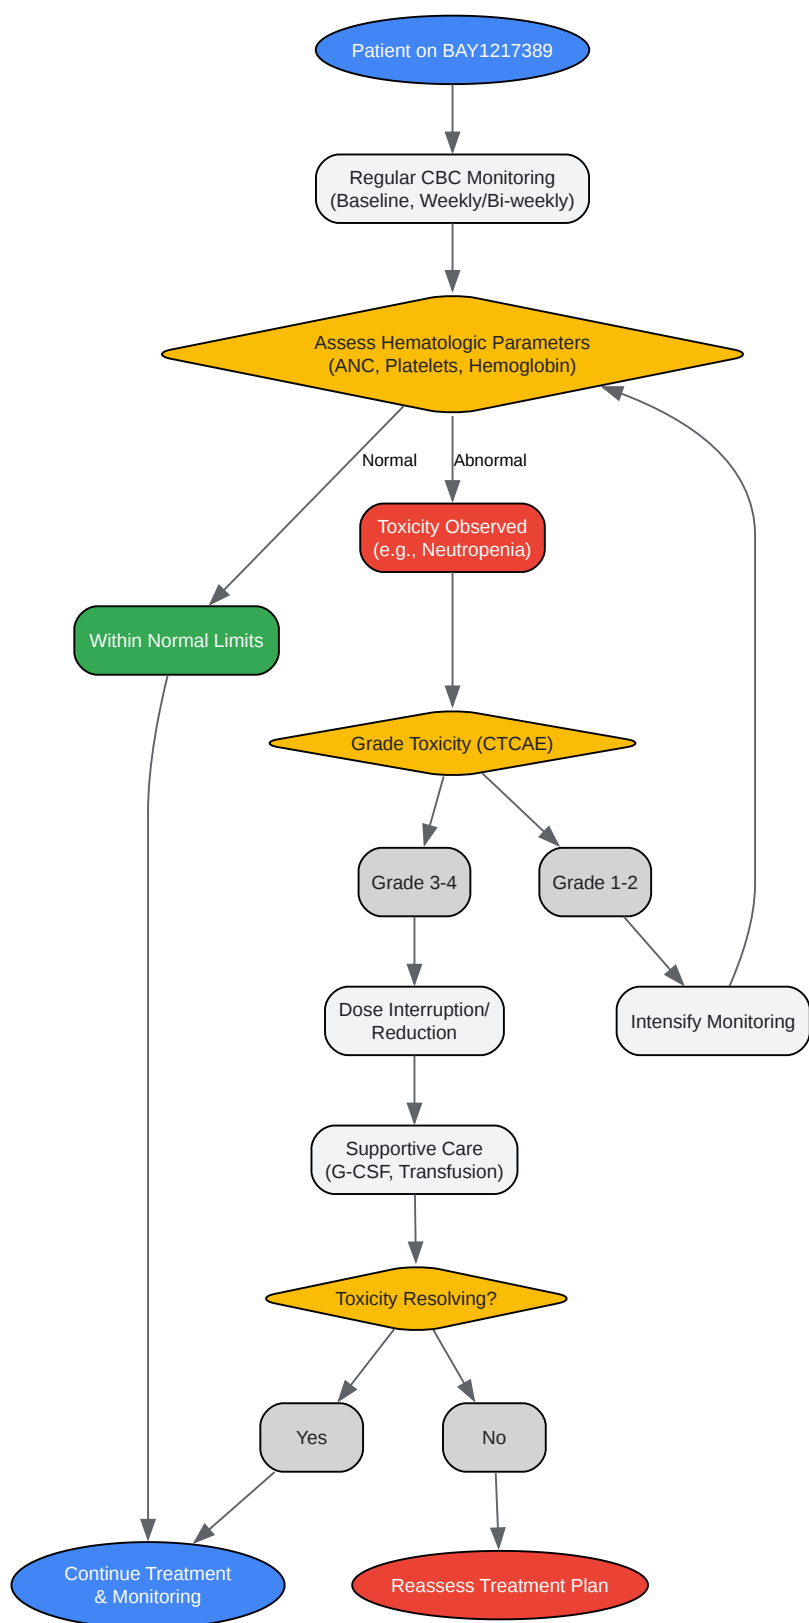 Patient on BAY1217389
Regular CBC Monitoring
(Baseline, Weekly/Bi-weekly)
Assess Hematologic Parameters
(ANC, Platelets, Hemoglobin)
Normal
Abnormal
Toxicity Observed
(e.g., Neutropenia)
Within Normal Limits
Grade Toxicity (CTCAE)
Grade 3-4
Grade 1-2
Dose Interruption/
Reduction
Intensify Monitoring
Supportive Care
(G-CSF, Transfusion)
Toxicity Resolving?
Yes
No
Continue Treatment
& Monitoring
Reassess Treatment Plan